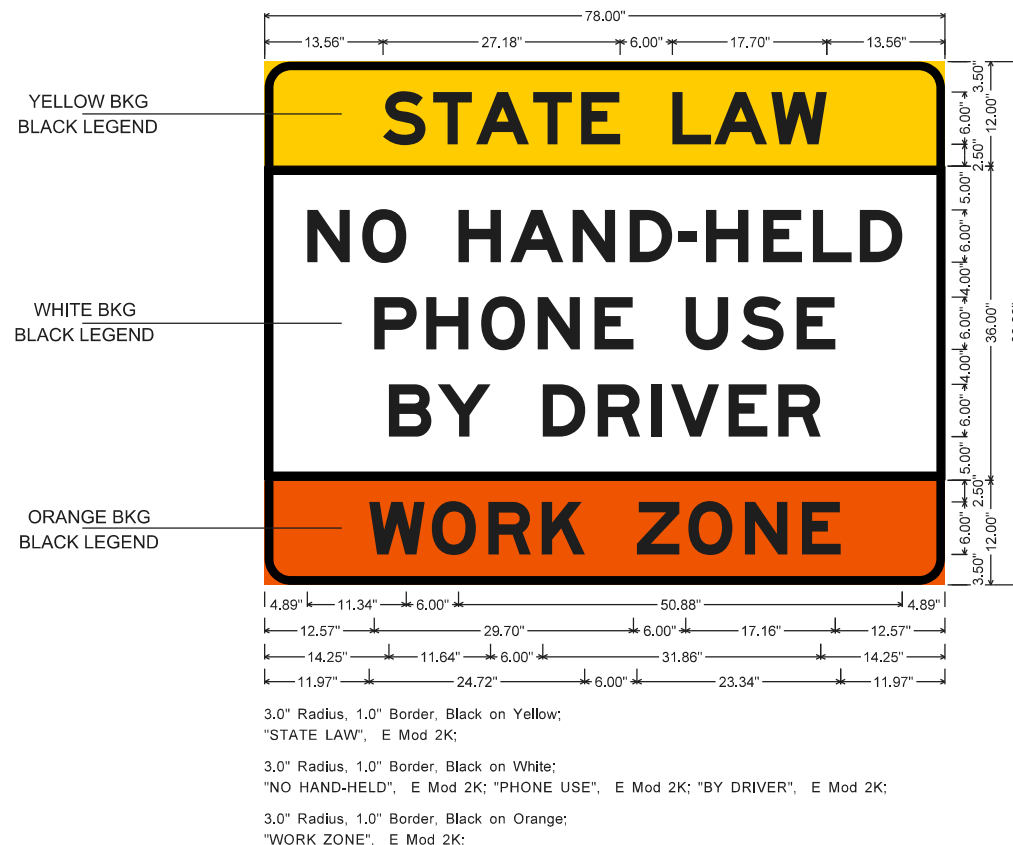 78.00"
13.56" 27.18" 6.00" 17.70" 13.56"
YELLOW BKG
BLACK LEGEND
STATE LAW
3.50"
6.00"
2.50"
12.00"
NO HAND-HELD
PHONE USE
BY DRIVER
WHITE BKG
BLACK LEGEND
5.00"
6.00"
4.00"
6.00"
4.00"
6.00"
5.00"
36.00"
ORANGE BKG
BLACK LEGEND
WORK ZONE
2.50"
6.00"
3.50"
12.00"
4.89" 11.34" 6.00" 50.88" 4.89"
12.57" 29.70" 6.00" 17.16" 12.57"
14.25" 11.64" 6.00" 31.86" 14.25"
11.97" 24.72" 6.00" 23.34" 11.97"
3.0" Radius, 1.0" Border, Black on Yellow;
"STATE LAW", E Mod 2K;
3.0" Radius, 1.0" Border, Black on White;
"NO HAND-HELD", E Mod 2K; "PHONE USE", E Mod 2K; "BY DRIVER", E Mod 2K;
3.0" Radius, 1.0" Border, Black on Orange;
"WORK ZONE", E Mod 2K;